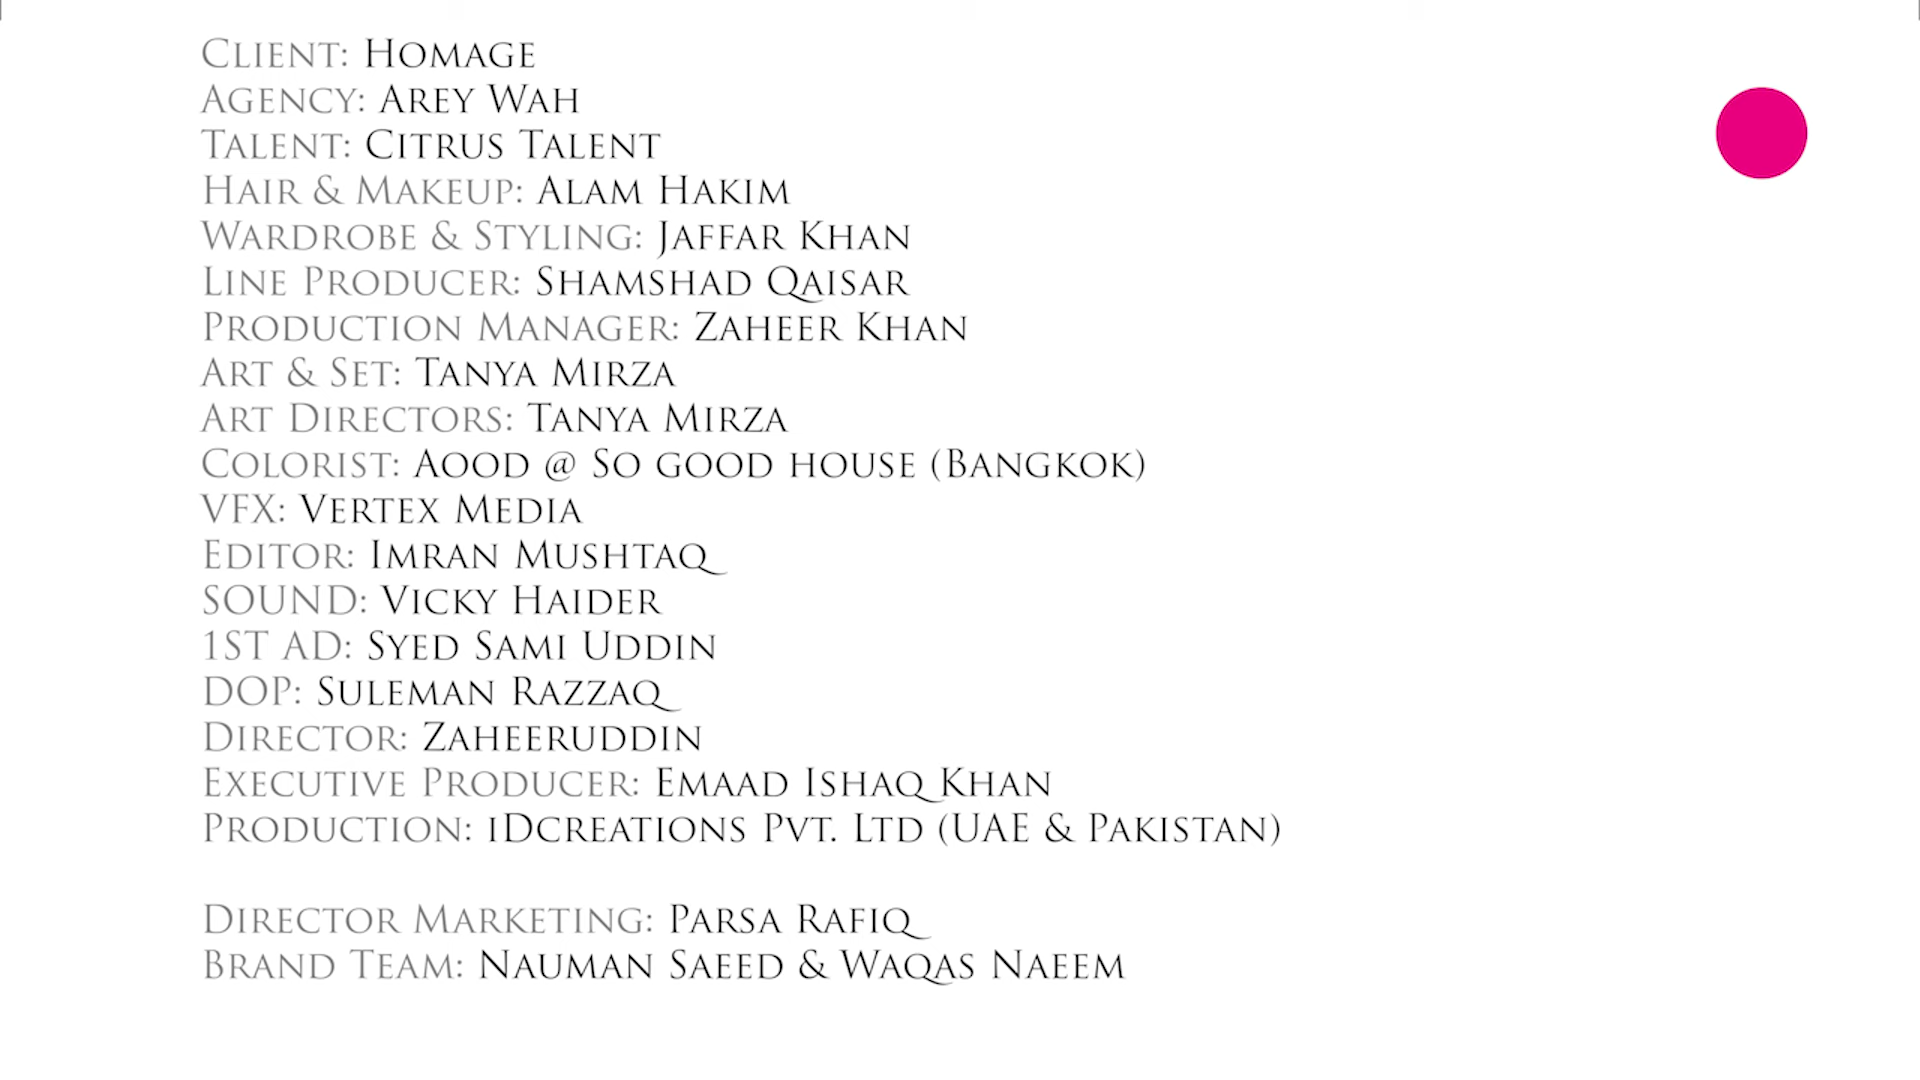 Client: Homage
Agency: Arey Wah
Talent: Citrus Talent
Hair & Makeup: Alam Hakim
Wardrobe & Styling: Jaffar Khan
Line Producer: Shamshad Qaisar
Production Manager: Zaheer Khan
Art & Set: Tanya Mirza
Art Directors: Tanya Mirza
Colorist: Aood @ So good house (Bangkok)
VFX: Vertex Media
Editor: Imran Mushtaq
SOUND: Vicky Haider
1ST AD: Syed Sami Uddin
DOP: Suleman Razzaq
Director: Zaheeruddin
Executive Producer: Emaad Ishaq Khan
Production: iDcreations Pvt. Ltd (UAE & Pakistan)
Director Marketing: Parsa Rafiq
Brand Team: Nauman Saeed & Waqas Naeem